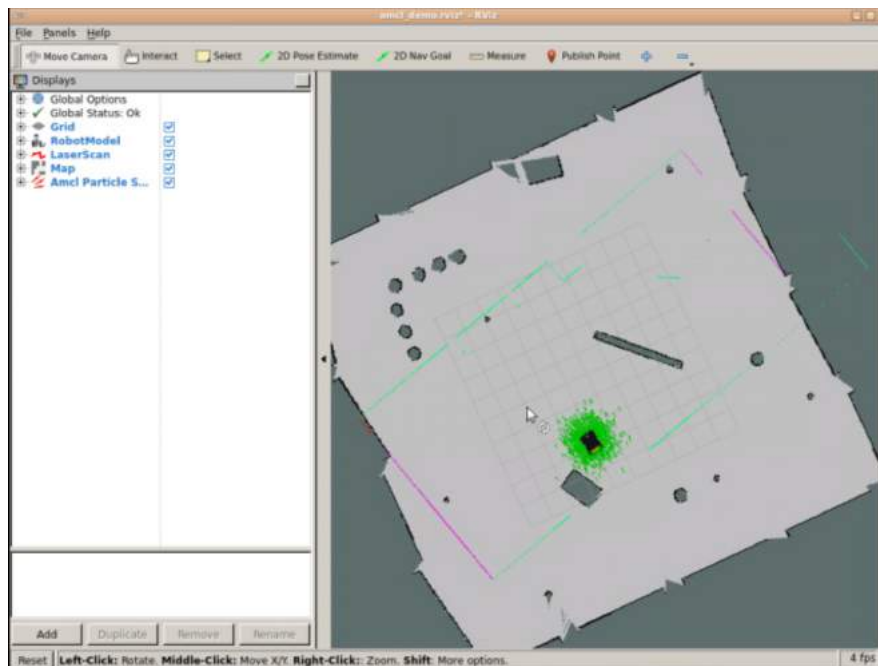 amcl_demo.rviz* - RViz
File Panels Help
Move Camera Interact Select 2D Pose Estimate 2D Nav Goal Measure Publish Point
Displays
Global Options
Global Status: Ok
Grid
RobotModel
LaserScan
Map
Amcl Particle S...
Add Duplicate Remove Rename
Reset Left-Click: Rotate. Middle-Click: Move X/Y. Right-Click:: Zoom. Shift: More options. 4 fps